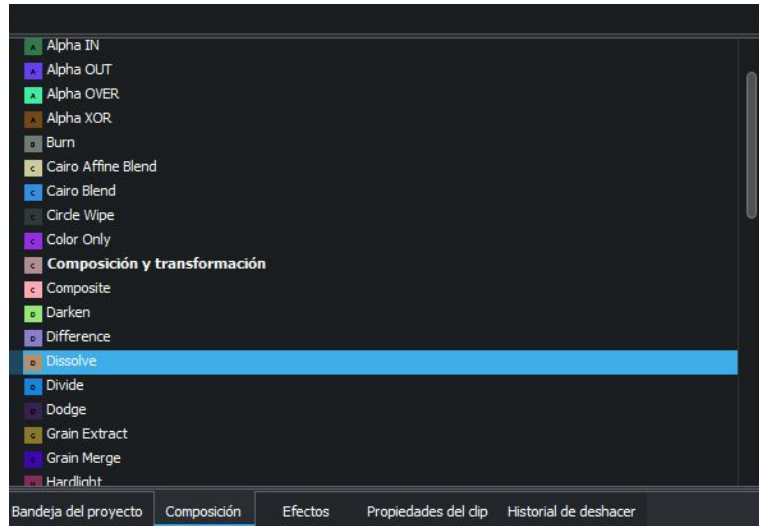 A Alpha IN
A Alpha OUT
A Alpha OVER
A Alpha XOR
B Burn
C Cairo Affine Blend
C Cairo Blend
C Circle Wipe
C Color Only
C Composición y transformación
C Composite
D Darken
D Difference
D Dissolve
D Divide
D Dodge
G Grain Extract
G Grain Merge
H Hardlight
Bandeja del proyecto Composición Efectos Propiedades del clip Historial de deshacer